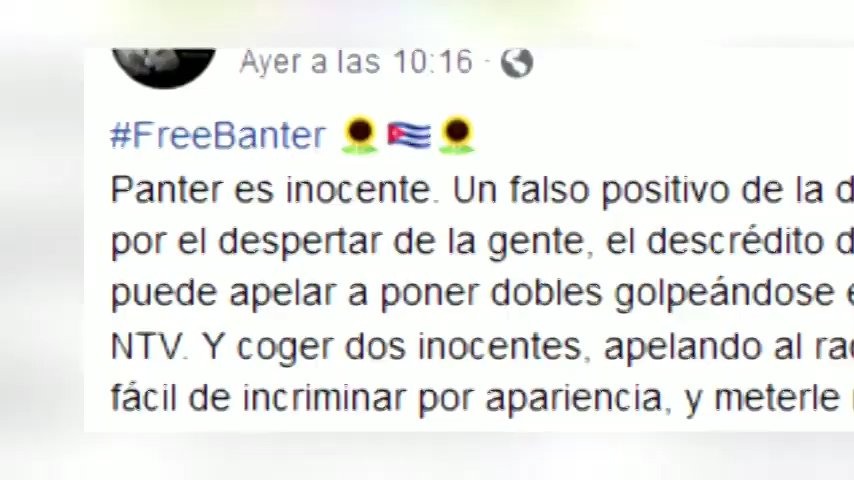 Ayer a las 10:16 ·
#FreeBanter 🌻🇨🇺🌻
Panter es inocente. Un falso positivo de la
por el despertar de la gente, el descrédito
puede apelar a poner dobles golpeándose
NTV. Y coger dos inocentes, apelando al
fácil de incriminar por apariencia, y meterle